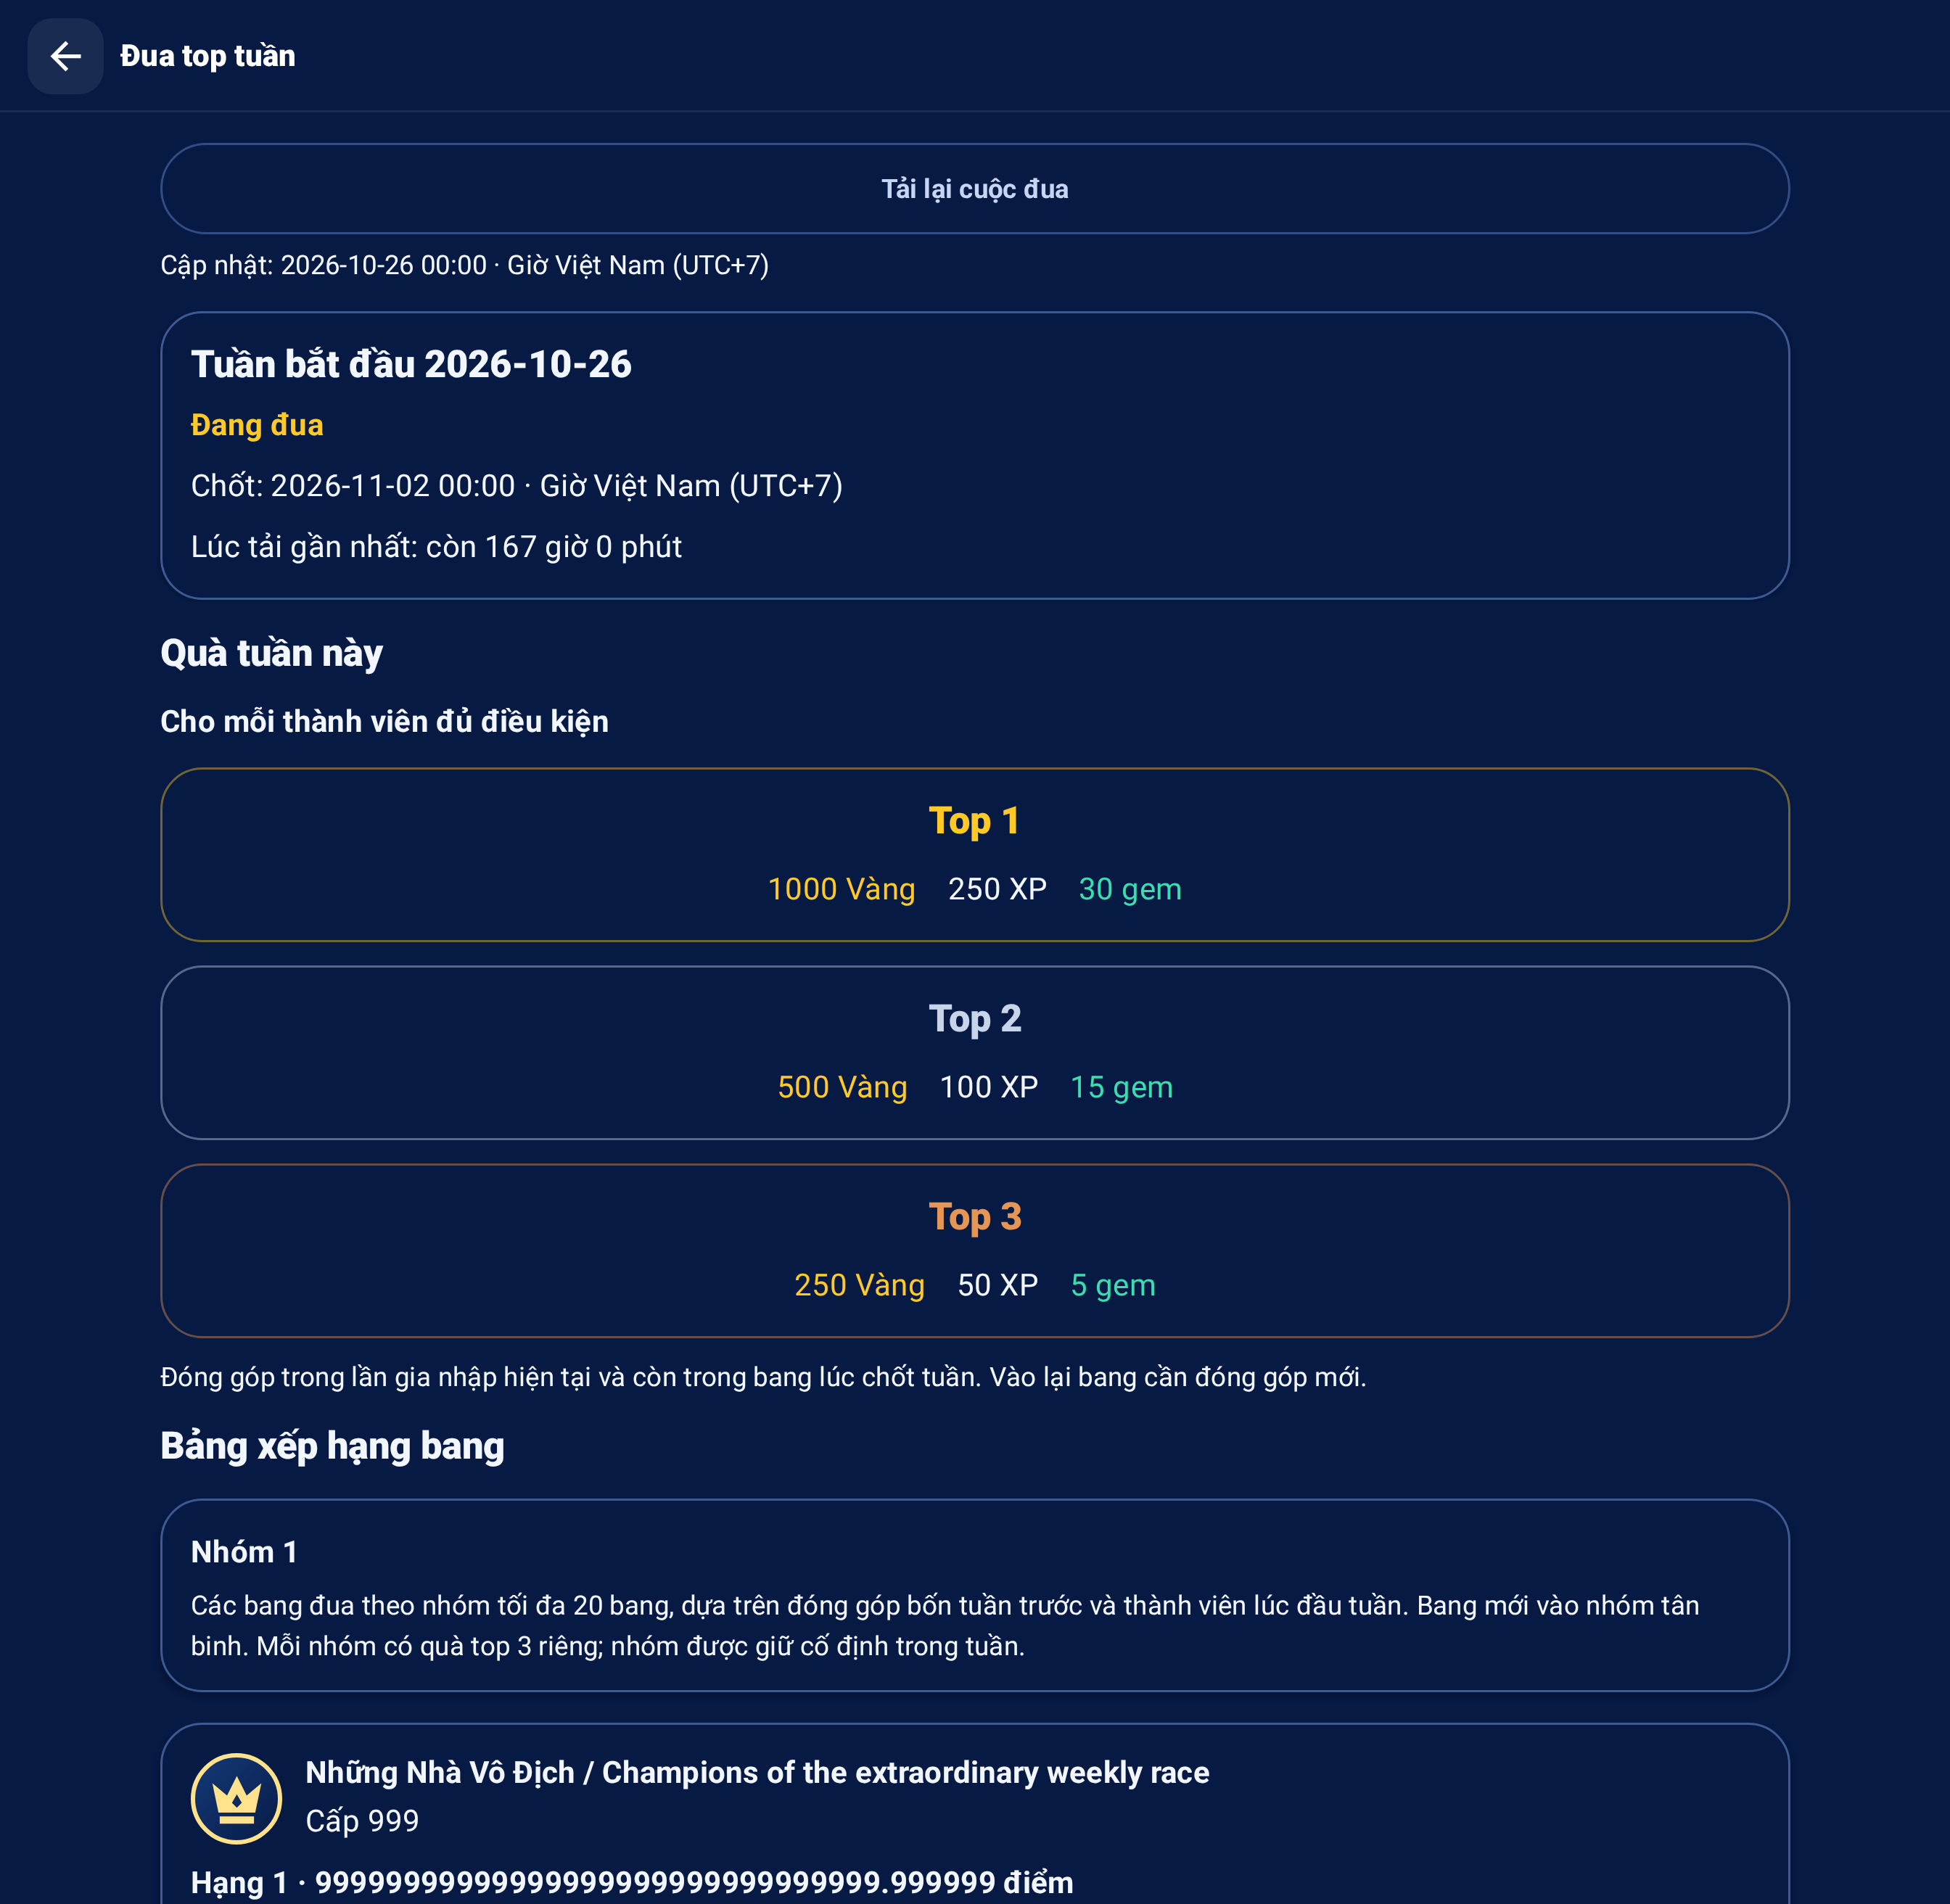 Đua top tuần
Tải lại cuộc đua
Cập nhật: 2026-10-26 00:00 · Giờ Việt Nam (UTC+7)
Tuần bắt đầu 2026-10-26
Đang đua
Chốt: 2026-11-02 00:00 · Giờ Việt Nam (UTC+7)
Lúc tải gần nhất: còn 167 giờ 0 phút
Quà tuần này
Cho mỗi thành viên đủ điều kiện
Top 1
1000 Vàng 250 XP 30 gem
Top 2
500 Vàng 100 XP 15 gem
Top 3
250 Vàng 50 XP 5 gem
Đóng góp trong lần gia nhập hiện tại và còn trong bang lúc chốt tuần. Vào lại bang cần đóng góp mới.
Bảng xếp hạng bang
Nhóm 1
Các bang đua theo nhóm tối đa 20 bang, dựa trên đóng góp bốn tuần trước và thành viên lúc đầu tuần. Bang mới vào nhóm tân
binh. Mỗi nhóm có quà top 3 riêng; nhóm được giữ cố định trong tuần.
Những Nhà Vô Địch / Champions of the extraordinary weekly race
Cấp 999
Hạng 1 · 99999999999999999999999999999999.999999 điểm